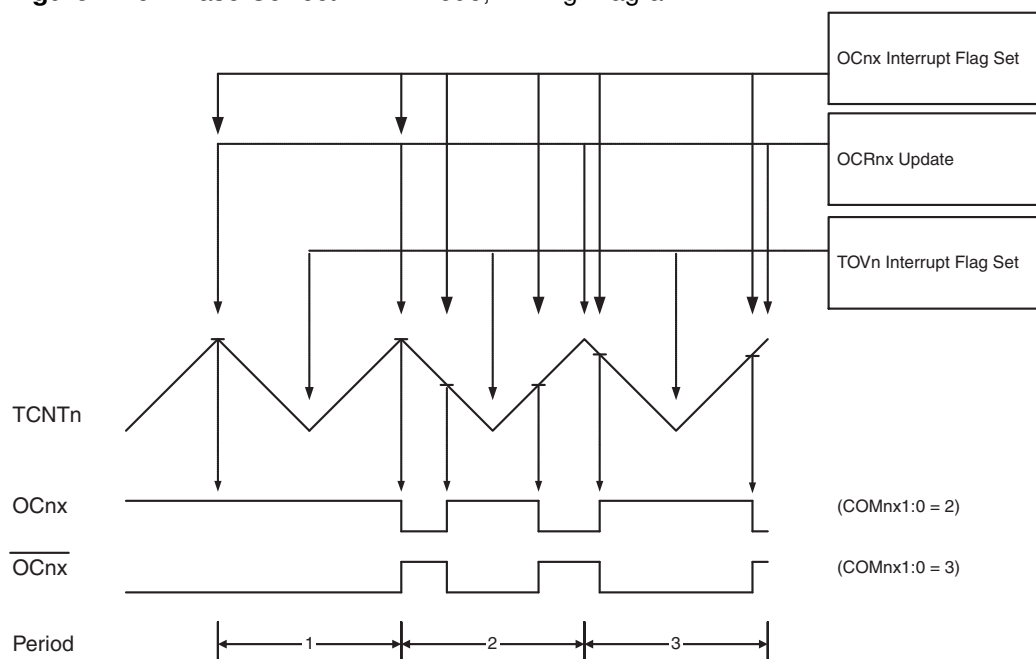 OCnx Interrupt Flag Set
OCRnx Update
TOVn Interrupt Flag Set
TCNTn
OCnx
(COMnx1:0 = 2)
OCnx
(COMnx1:0 = 3)
Period
1
2
3